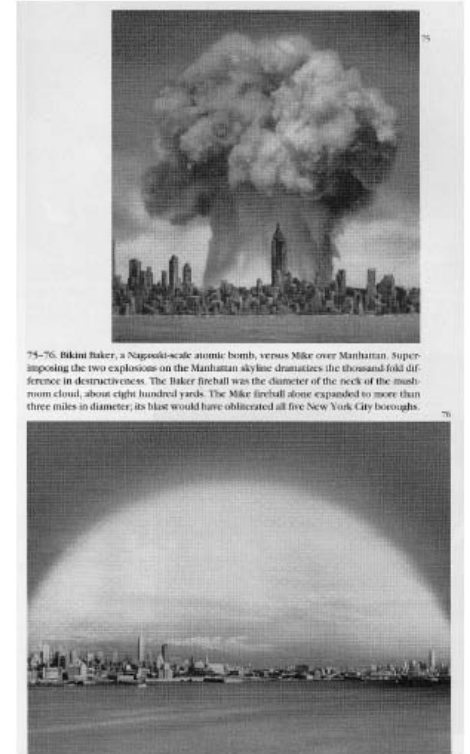 75
75–76. Bikini Baker, a Nagasaki-scale atomic bomb, versus Mike over Manhattan. Super-
imposing the two explosions on the Manhattan skyline dramatizes the thousand-fold dif-
ference in destructiveness. The Baker fireball was the diameter of the neck of the mush-
room cloud, about eight hundred yards. The Mike fireball alone expanded to more than
three miles in diameter; its blast would have obliterated all five New York City boroughs.
76